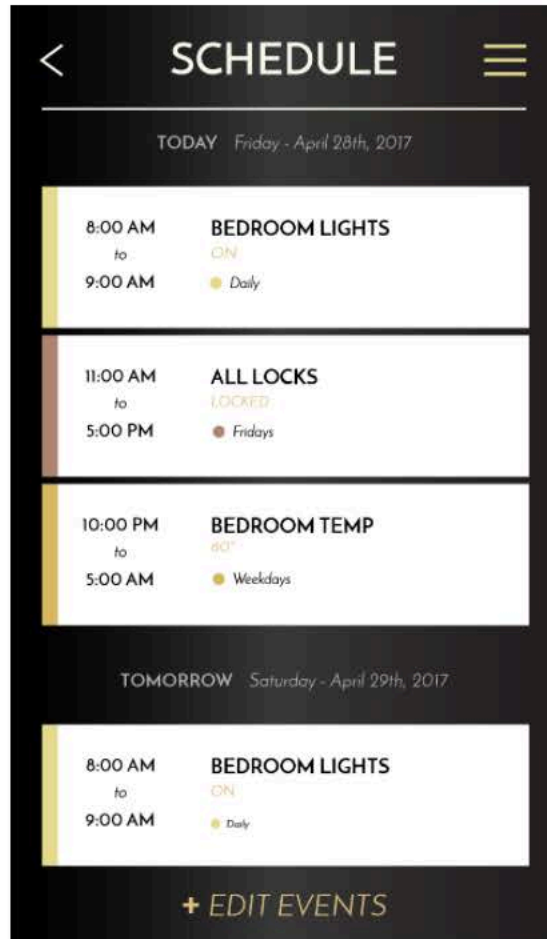 SCHEDULE
TODAY Friday - April 28th, 2017
8:00 AM
to
9:00 AM
BEDROOM LIGHTS
ON
Daily
11:00 AM
to
5:00 PM
ALL LOCKS
LOCKED
Fridays
10:00 PM
to
5:00 AM
BEDROOM TEMP
60°
Weekdays
TOMORROW Saturday - April 29th, 2017
8:00 AM
to
9:00 AM
BEDROOM LIGHTS
ON
Daily
+ EDIT EVENTS